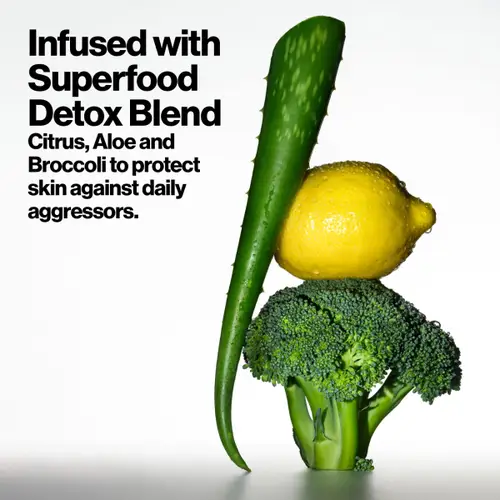 Infused with
Superfood
Detox Blend
Citrus, Aloe and
Broccoli to protect
skin against daily
aggressors.